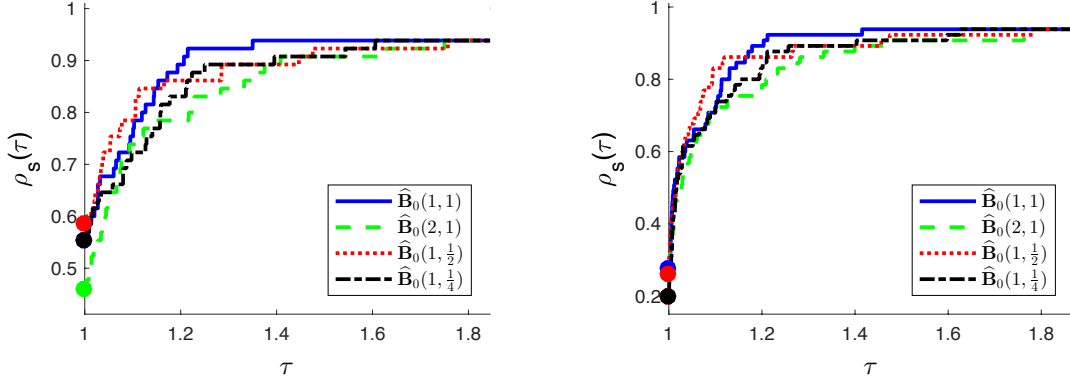 1
0.9
0.8
0.7
0.6
0.5
ρ_s(τ)
1 1.2 1.4 1.6 1.8
τ
B̂₀(1, 1)
B̂₀(2, 1)
B̂₀(1, ½)
B̂₀(1, ¼)
1
0.8
0.6
0.4
0.2
ρ_s(τ)
1 1.2 1.4 1.6 1.8
τ
B̂₀(1, 1)
B̂₀(2, 1)
B̂₀(1, ½)
B̂₀(1, ¼)